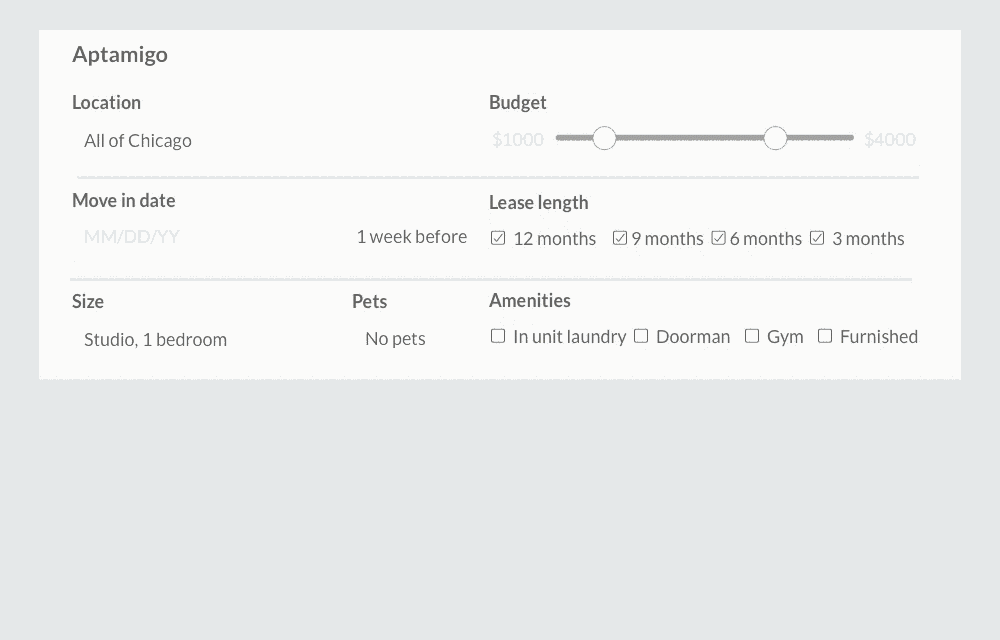 Aptamigo
Location
Budget
All of Chicago
$1000
$4000
Move in date
Lease length
MM/DD/YY
1 week before
12 months
9 months
6 months
3 months
Size
Pets
Amenities
Studio, 1 bedroom
No pets
In unit laundry
Doorman
Gym
Furnished